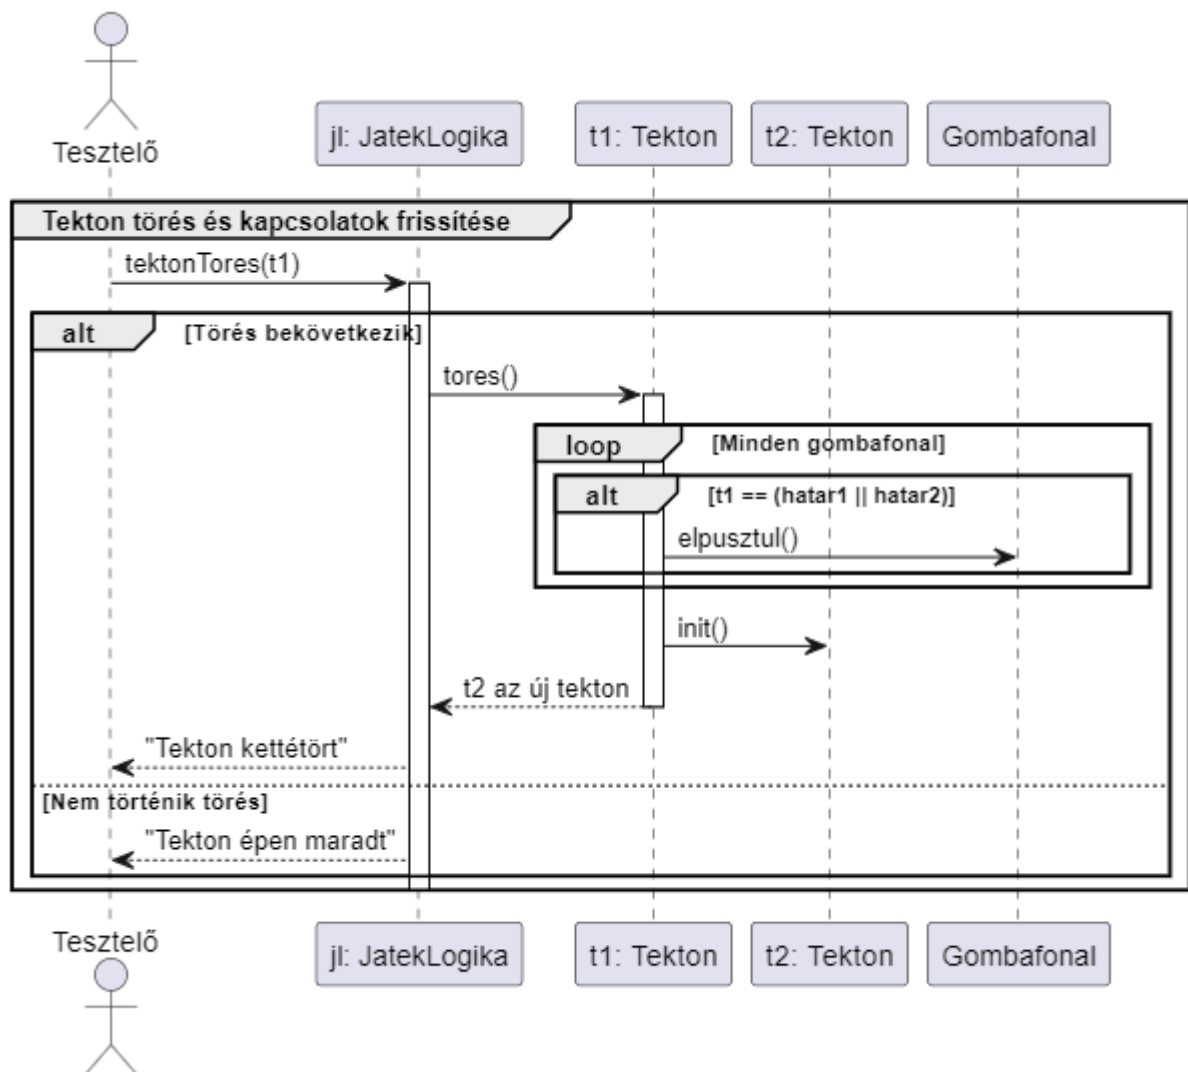 Tesztelő
jl: JatekLogika
t1: Tekton
t2: Tekton
Gombafonal
Tekton törés és kapcsolatok frissítése
tektonTores(t1)
alt
[Törés bekövetkezik]
tores()
loop
[Minden gombafonal]
alt
[t1 == (hatar1 || hatar2)]
elpusztul()
init()
t2 az új tekton
"Tekton kettétört"
[Nem történik törés]
"Tekton épen maradt"
Tesztelő
jl: JatekLogika
t1: Tekton
t2: Tekton
Gombafonal